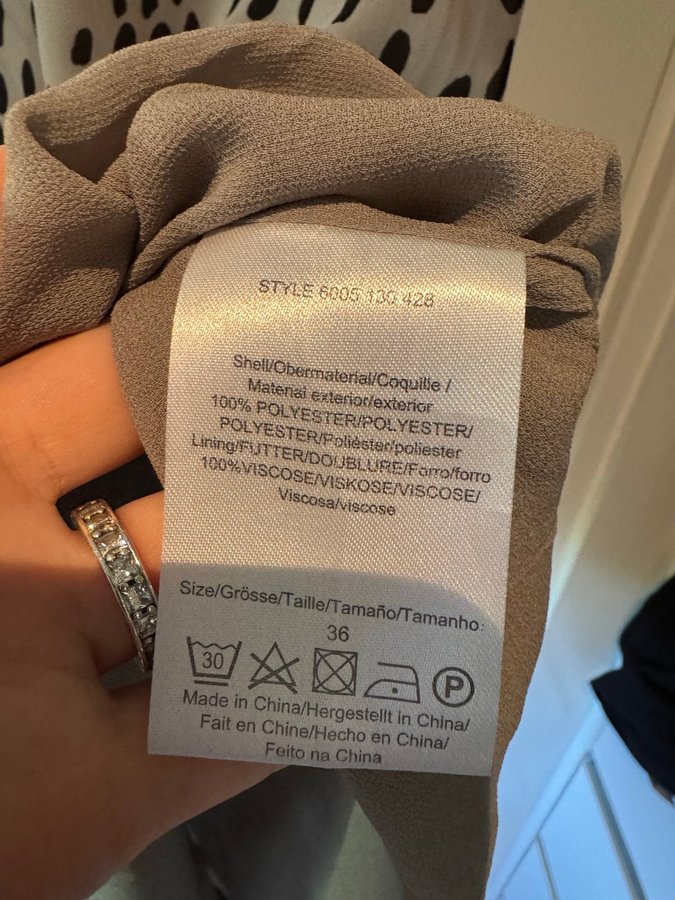 STYLE 6005 130 428
Shell/Obermaterial/Coquille /
Material exterior/exterior
100% POLYESTER/POLYESTER/
POLYESTER/Poliéster/poliester
Lining/FUTTER/DOUBLURE/Forro/forro
100%VISCOSE/VISKOSE/VISCOSE/
Viscosa/viscose
Size/Grösse/Taille/Tamaño/Tamanho:
36
30 P
Made in China/Hergestellt in China/
Fait en Chine/Hecho en China/
Feito na China